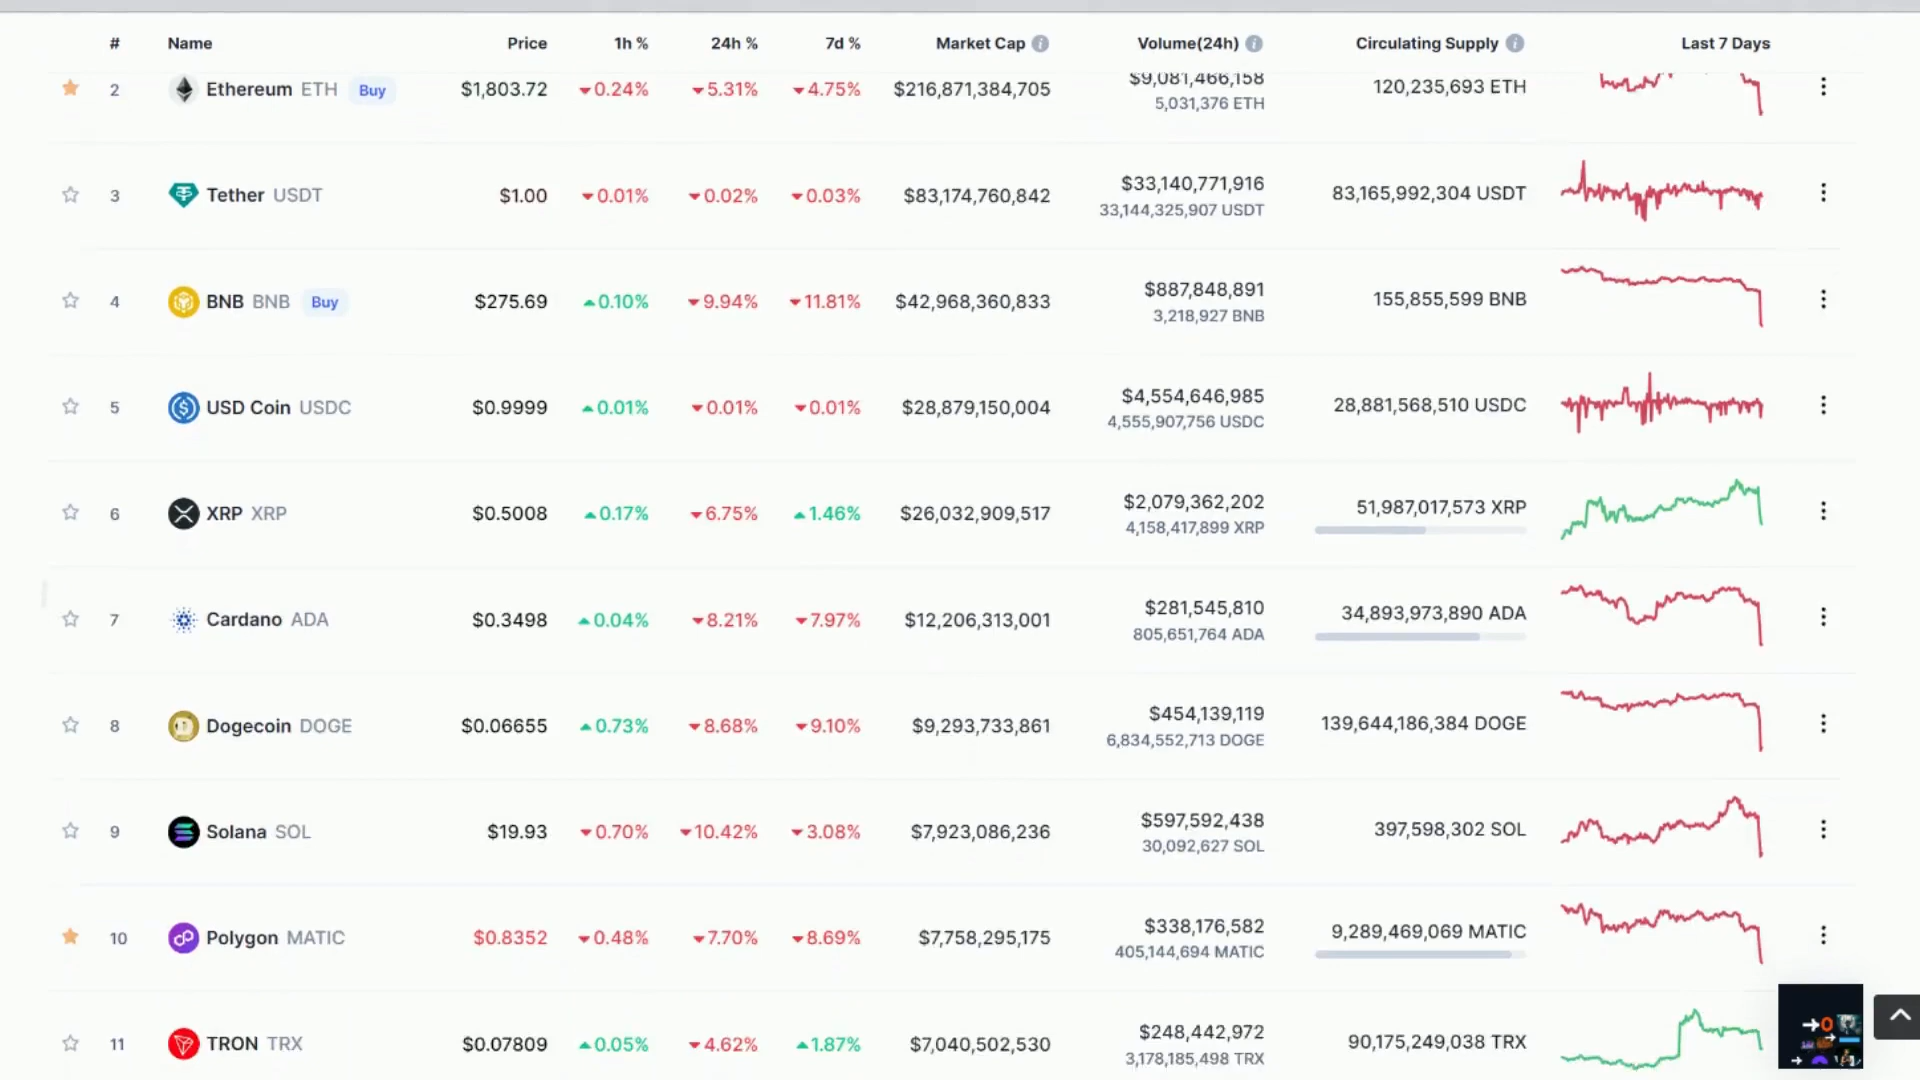 # Name Price 1h % 24h % 7d % Market Cap Volume(24h) Circulating Supply Last 7 Days
2 Ethereum ETH Buy $1,803.72 0.24% 5.31% 4.75% $216,871,384,705 $9,081,466,158 120,235,693 ETH
5,031,376 ETH
3 Tether USDT $1.00 0.01% 0.02% 0.03% $83,174,760,842 $33,140,771,916 83,165,992,304 USDT
33,144,325,907 USDT
4 BNB BNB Buy $275.69 0.10% 9.94% 11.81% $42,968,360,833 $887,848,891 155,855,599 BNB
3,218,927 BNB
5 USD Coin USDC $0.9999 0.01% 0.01% 0.01% $28,879,150,004 $4,554,646,985 28,881,568,510 USDC
4,555,907,756 USDC
6 XRP XRP $0.5008 0.17% 6.75% 1.46% $26,032,909,517 $2,079,362,202 51,987,017,573 XRP
4,158,417,899 XRP
7 Cardano ADA $0.3498 0.04% 8.21% 7.97% $12,206,313,001 $281,545,810 34,893,973,890 ADA
805,651,764 ADA
8 Dogecoin DOGE $0.06655 0.73% 8.68% 9.10% $9,293,733,861 $454,139,119 139,644,186,384 DOGE
6,834,552,713 DOGE
9 Solana SOL $19.93 0.70% 10.42% 3.08% $7,923,086,236 $597,592,438 397,598,302 SOL
30,092,627 SOL
10 Polygon MATIC $0.8352 0.48% 7.70% 8.69% $7,758,295,175 $338,176,582 9,289,469,069 MATIC
405,144,694 MATIC
11 TRON TRX $0.07809 0.05% 4.62% 1.87% $7,040,502,530 $248,442,972 90,175,249,038 TRX
3,178,185,498 TRX